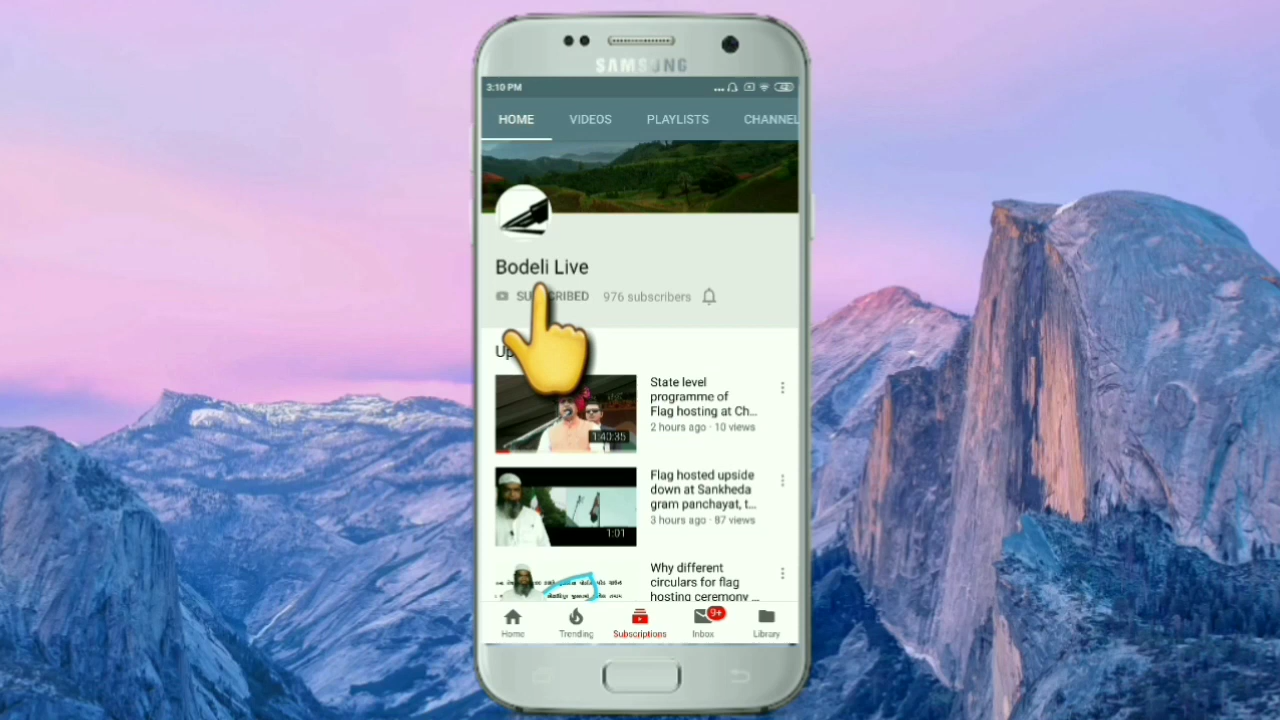 SAMSUNG
3:10 PM
HOME VIDEOS PLAYLISTS CHANNEL
Bodeli Live
976 subscribers
State level
programme of
Flag hosting at Ch...
2 hours ago · 10 views
1:40:35
Flag hosted upside
down at Sankheda
gram panchayat, t...
3 hours ago · 87 views
1:01
Why different
circulars for flag
hosting ceremony ...
9+
Home Trending Subscriptions Inbox Library